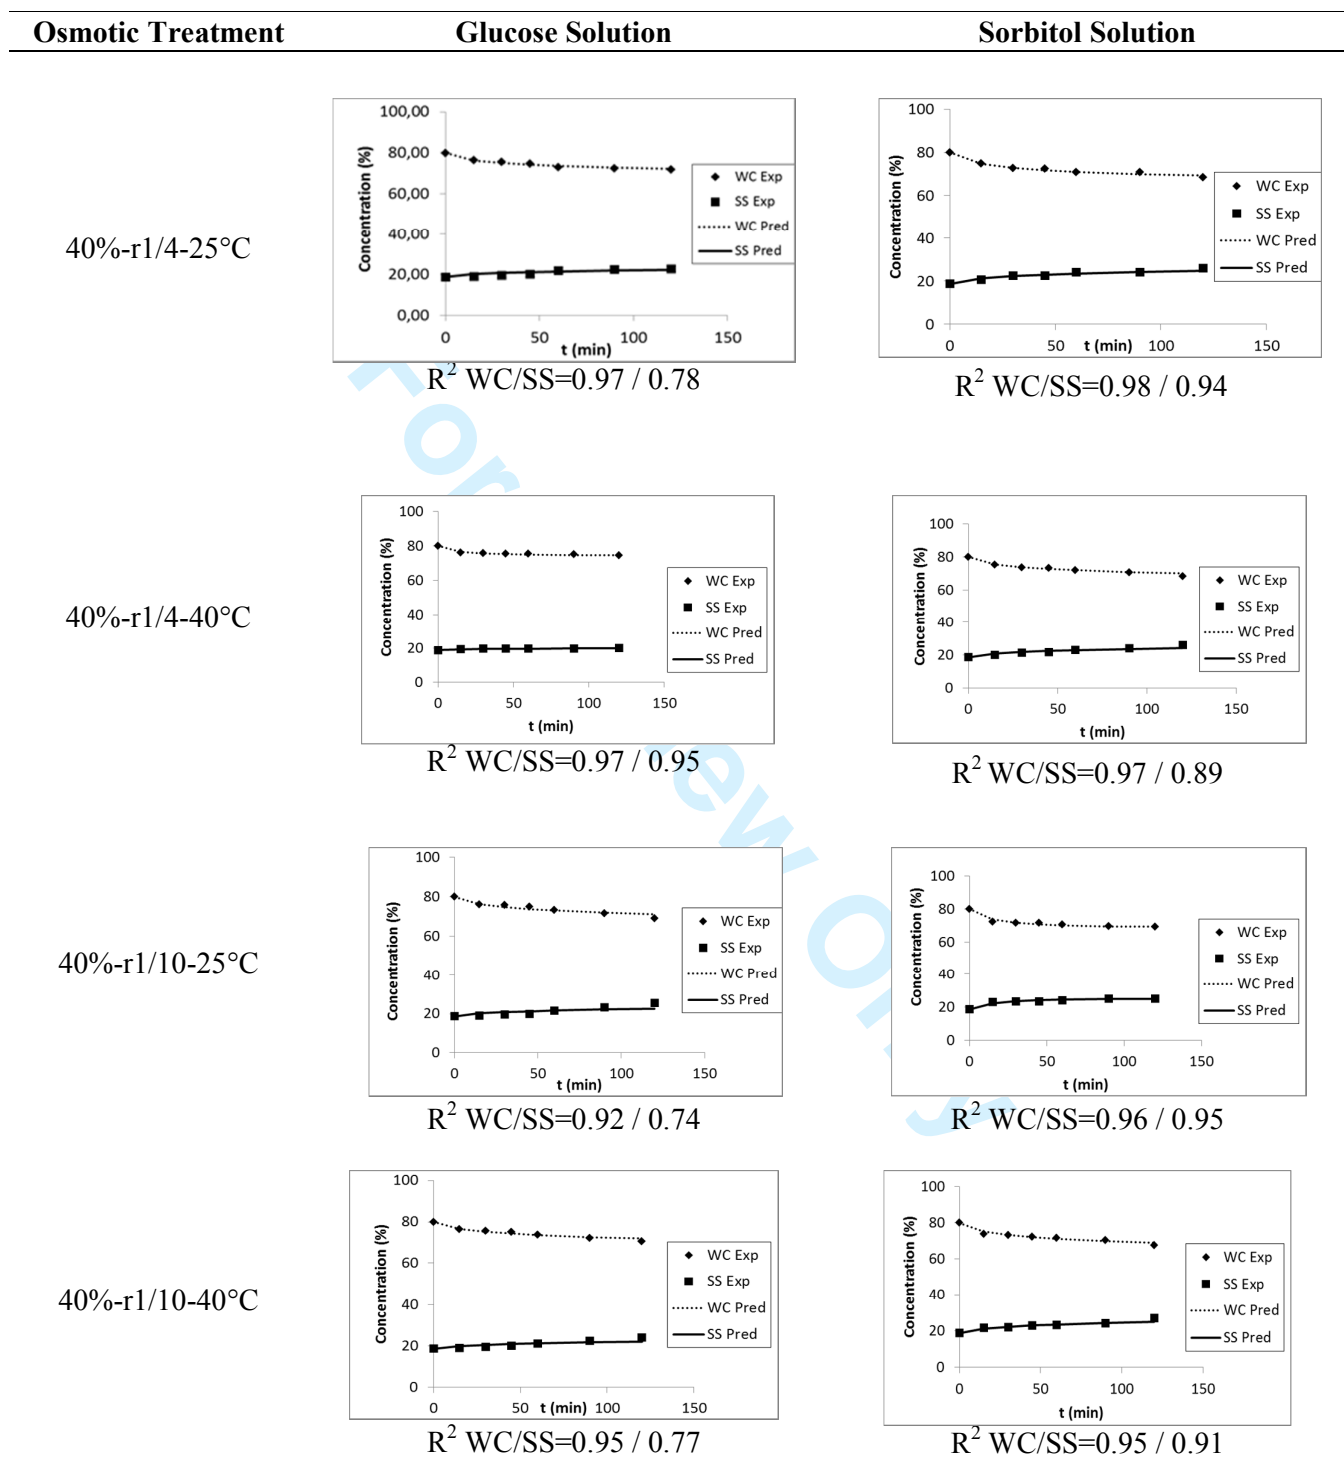 Osmotic Treatment Glucose Solution Sorbitol Solution
40%-r1/4-25°C
100,00
80,00
60,00
40,00
20,00
0,00
Concentration (%)
0 50 100 150
t (min)
WC Exp
SS Exp
WC Pred
SS Pred
R² WC/SS=0.97 / 0.78
100
80
60
40
20
0
Concentration (%)
0 50 100 150
t (min)
WC Exp
SS Exp
WC Pred
SS Pred
R² WC/SS=0.98 / 0.94
40%-r1/4-40°C
100
80
60
40
20
0
Concentration (%)
0 50 100 150
t (min)
WC Exp
SS Exp
WC Pred
SS Pred
R² WC/SS=0.97 / 0.95
100
80
60
40
20
0
Concentration (%)
0 50 100 150
t (min)
WC Exp
SS Exp
WC Pred
SS Pred
R² WC/SS=0.97 / 0.89
40%-r1/10-25°C
100
80
60
40
20
0
Concentration (%)
0 50 100 150
t (min)
WC Exp
SS Exp
WC Pred
SS Pred
R² WC/SS=0.92 / 0.74
100
80
60
40
20
0
Concentration (%)
0 50 100 150
t (min)
WC Exp
SS Exp
WC Pred
SS Pred
R² WC/SS=0.96 / 0.95
40%-r1/10-40°C
100
80
60
40
20
0
Concentration (%)
0 50 100 150
t (min)
WC Exp
SS Exp
WC Pred
SS Pred
R² WC/SS=0.95 / 0.77
100
80
60
40
20
0
Concentration (%)
0 50 100 150
t (min)
WC Exp
SS Exp
WC Pred
SS Pred
R² WC/SS=0.95 / 0.91
For